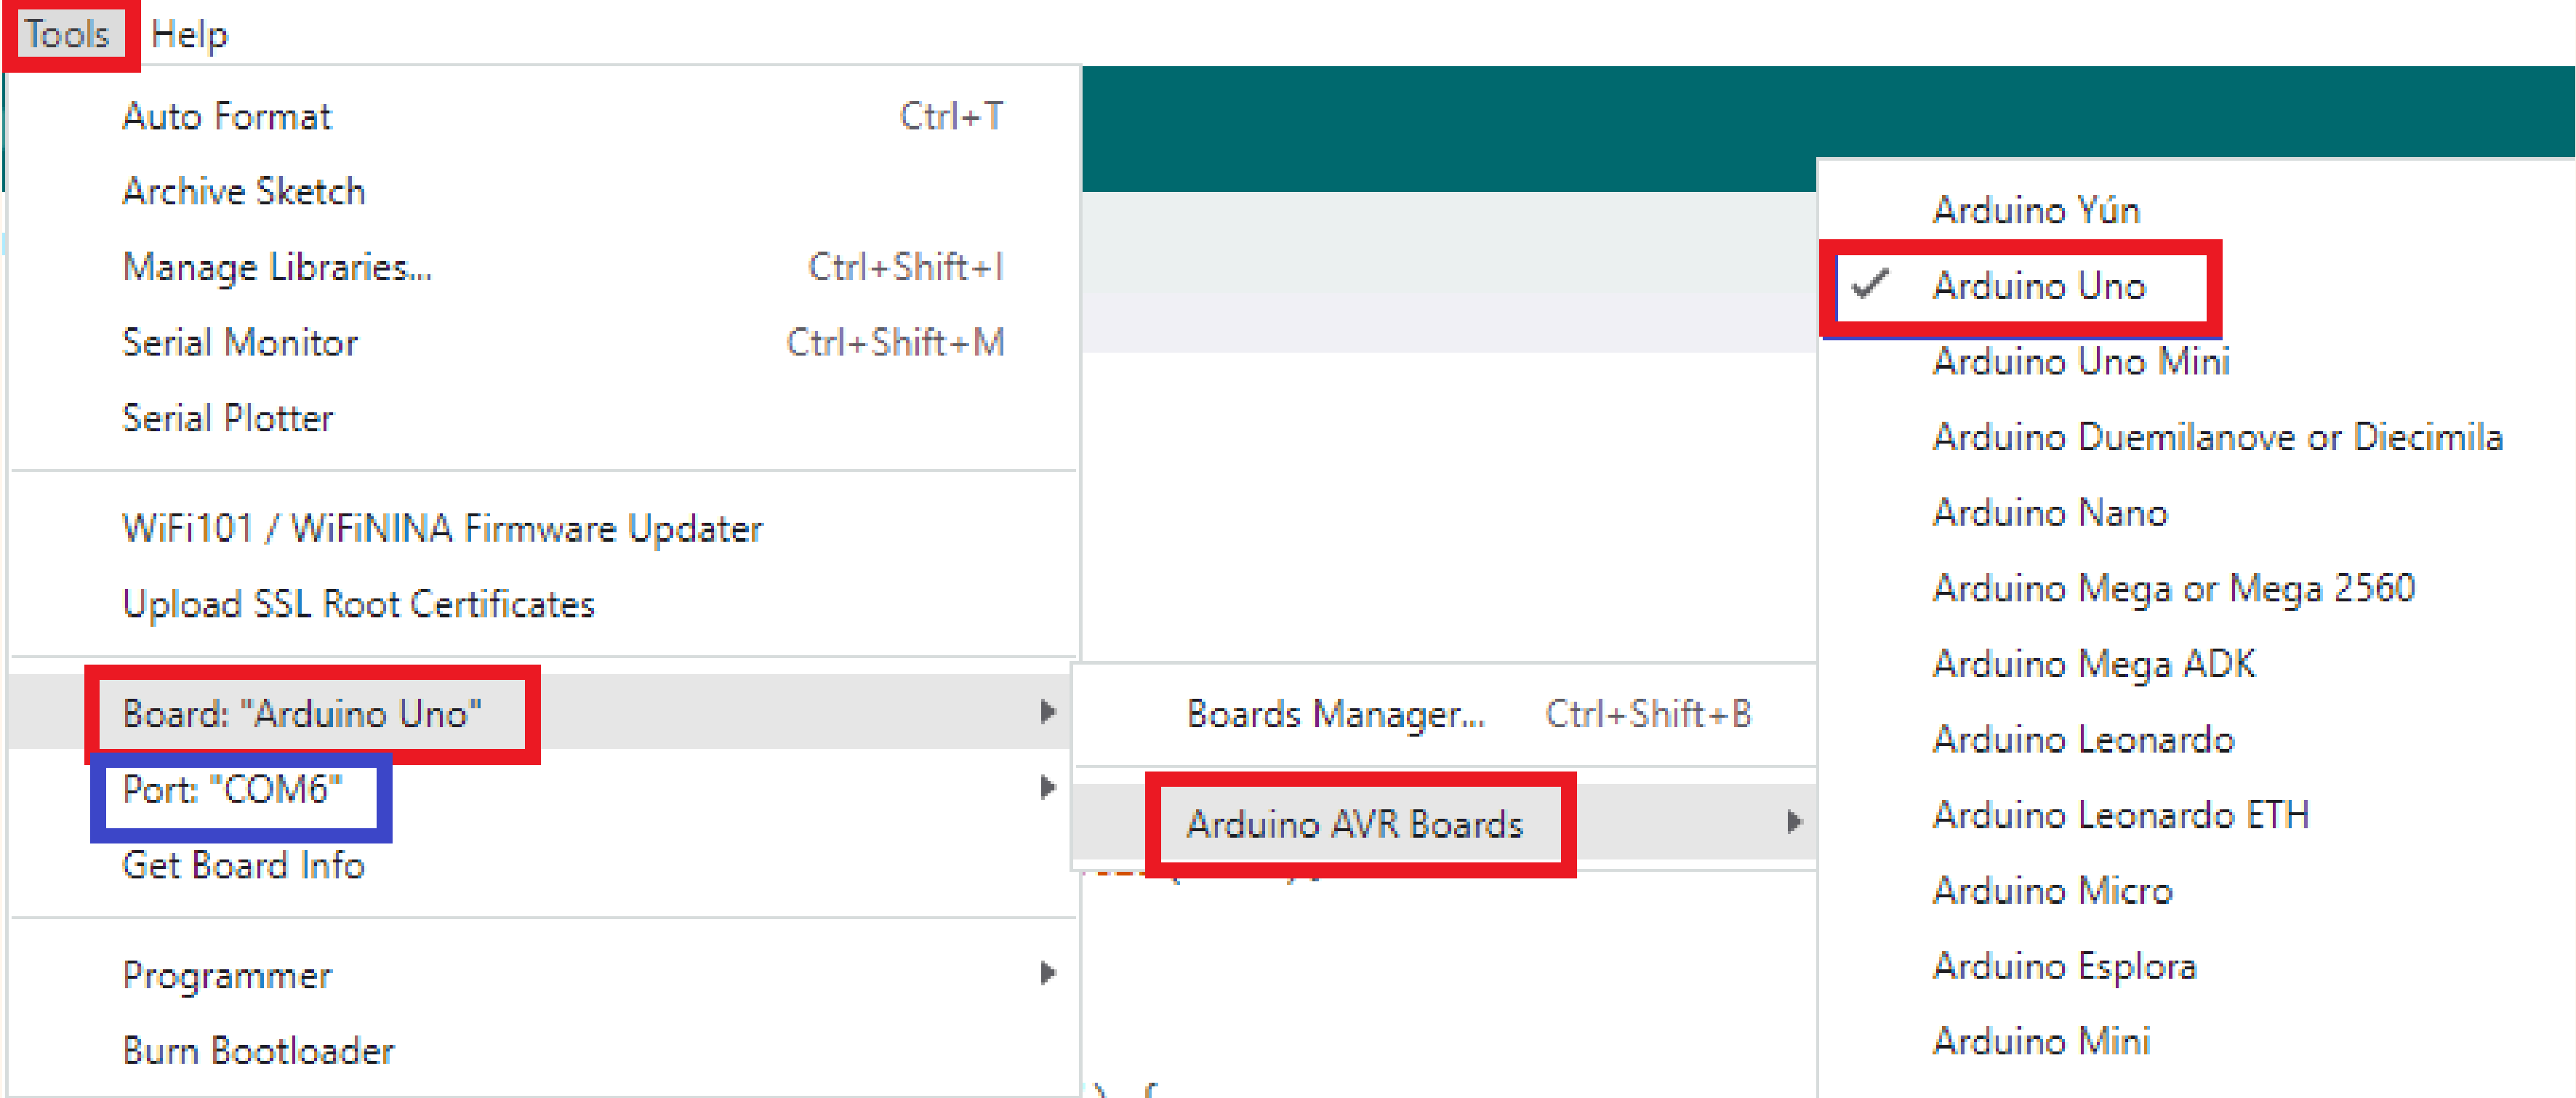 Tools Help
Auto Format Ctrl+T
Archive Sketch
Manage Libraries... Ctrl+Shift+I
Serial Monitor Ctrl+Shift+M
Serial Plotter
WiFi101 / WiFiNINA Firmware Updater
Upload SSL Root Certificates
Board: "Arduino Uno"
Port: "COM6"
Get Board Info
Programmer
Burn Bootloader
Boards Manager... Ctrl+Shift+B
Arduino AVR Boards
) {
Arduino Yún
Arduino Uno
Arduino Uno Mini
Arduino Duemilanove or Diecimila
Arduino Nano
Arduino Mega or Mega 2560
Arduino Mega ADK
Arduino Leonardo
Arduino Leonardo ETH
Arduino Micro
Arduino Esplora
Arduino Mini